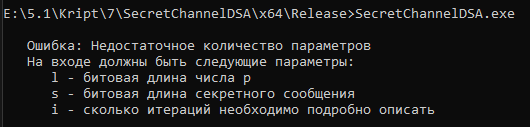 E:\5.1\Kript\7\SecretChannelDSA\x64\Release>SecretChannelDSA.exe
Ошибка: Недостаточное количество параметров
На входе должны быть следующие параметры:
l - битовая длина числа p
s - битовая длина секретного сообщения
i - сколько итераций необходимо подробно описать